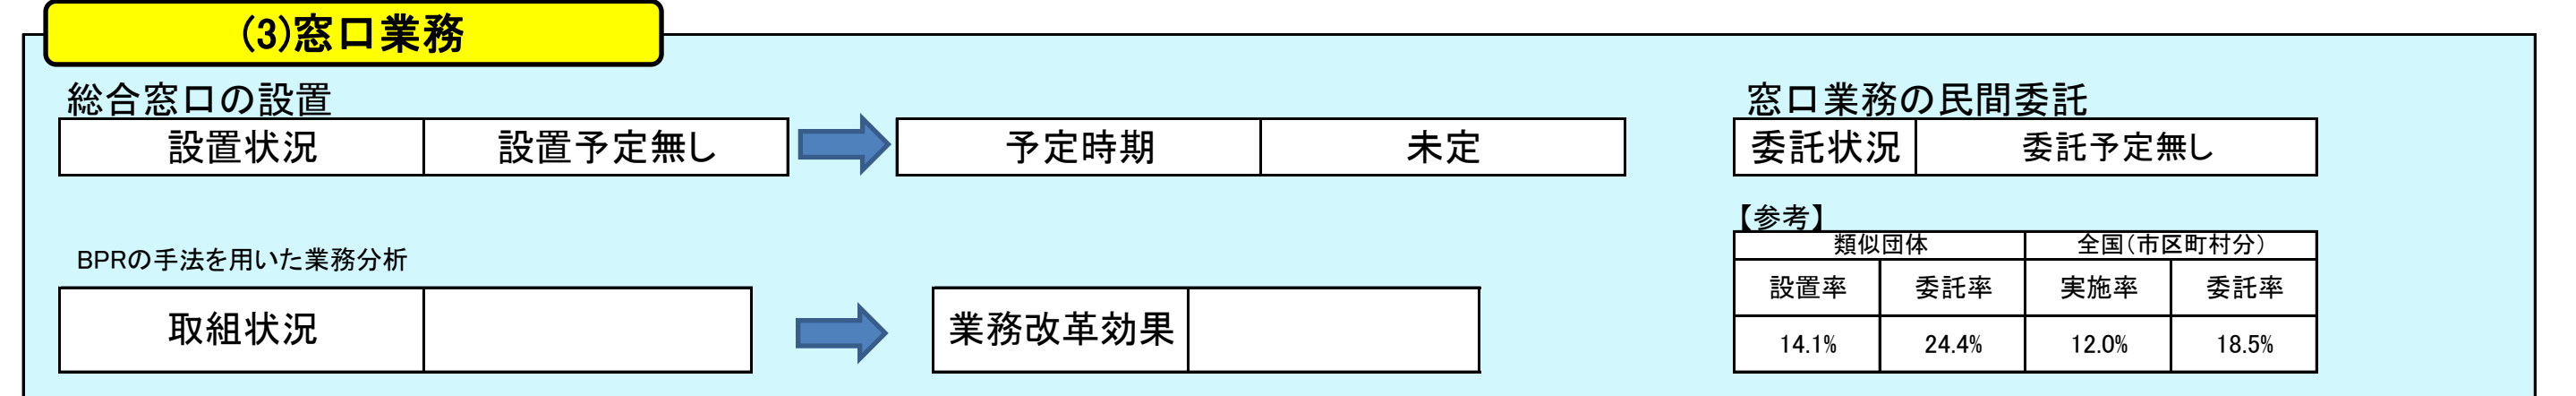 (3)窓口業務
総合窓口の設置
設置状況 設置予定無し 予定時期 未定
窓口業務の民間委託
委託状況 委託予定無し
【参考】
類似団体 全国(市区町村分)
設置率 委託率 実施率 委託率
14.1% 24.4% 12.0% 18.5%
BPRの手法を用いた業務分析
取組状況 業務改革効果